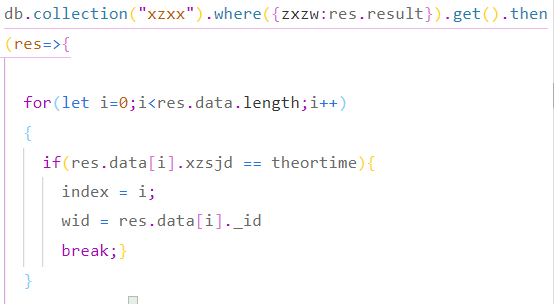 db.collection("xzxx").where({zxzw:res.result}).get().then
(res=>{
for(let i=0;i<res.data.length;i++)
{
if(res.data[i].xzsjd == theortime){
index = i;
wid = res.data[i]._id
break;}
}